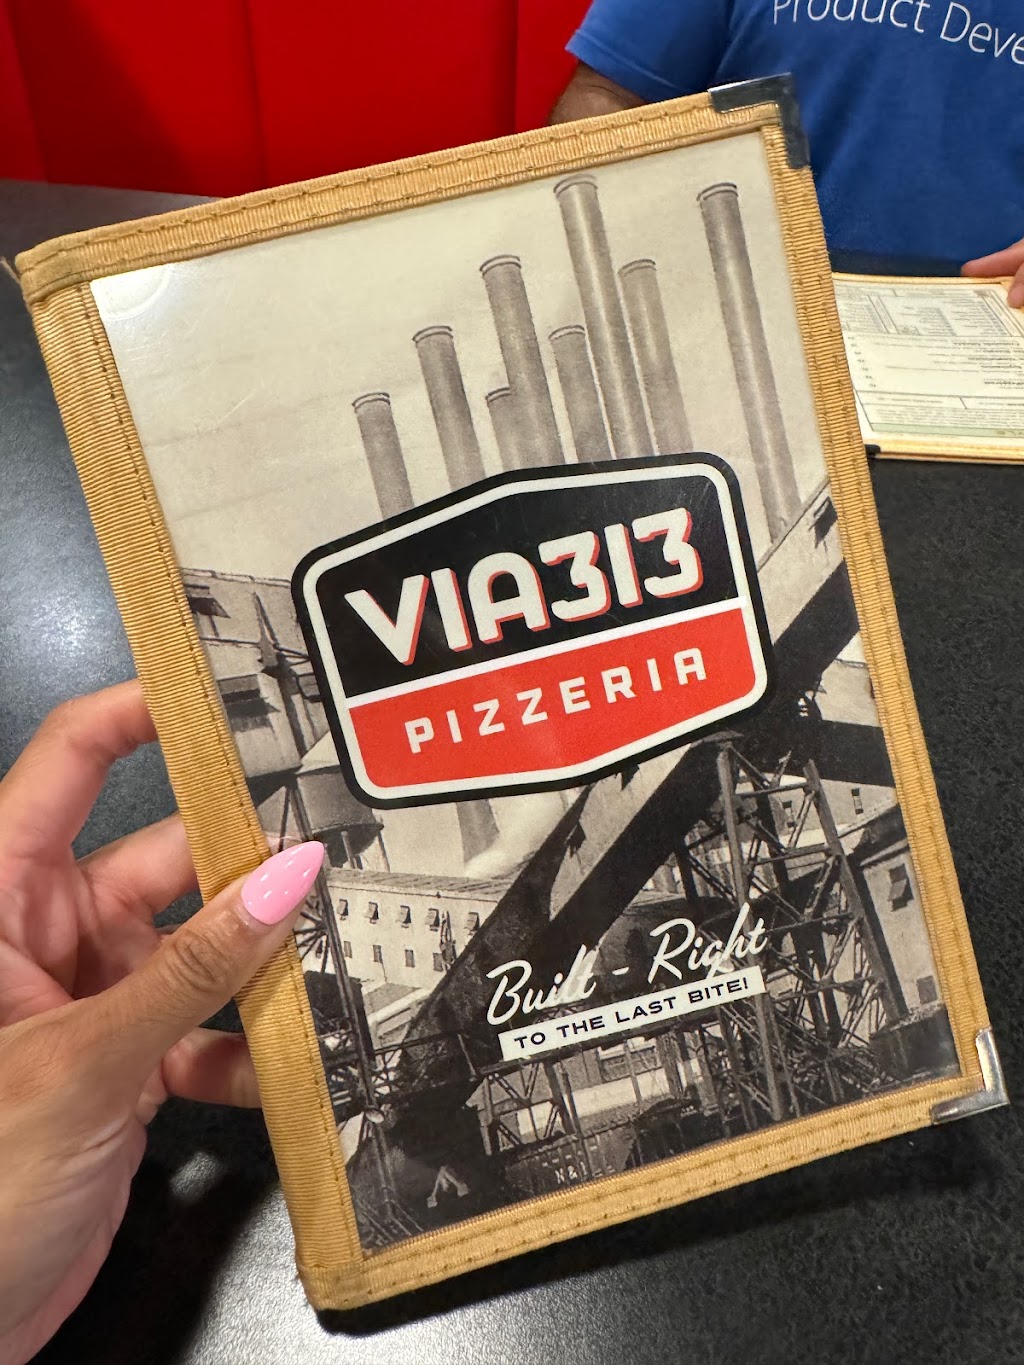 Product Deve
VIA313
PIZZERIA
Built - Right
TO THE LAST BITE!
N&